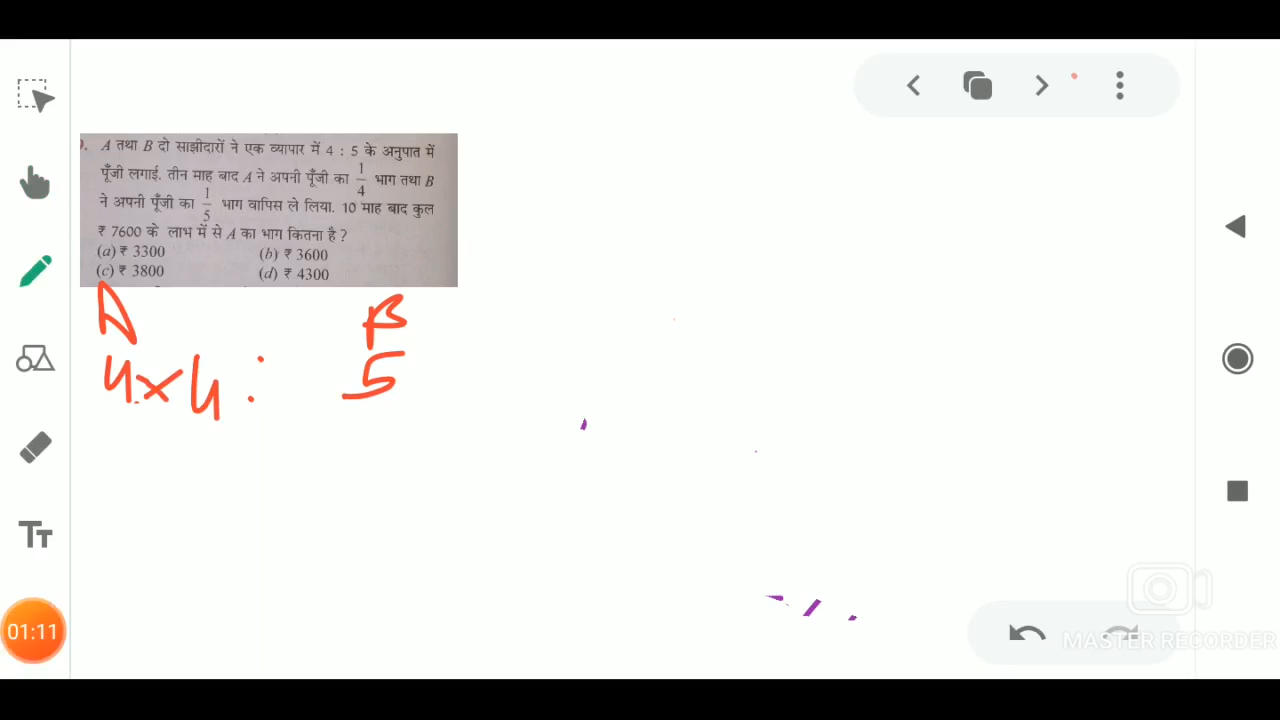 A तथा B दो साझीदारों ने एक व्यापार में 4 : 5 के अनुपात में
पूँजी लगाई. तीन माह बाद A ने अपनी पूँजी का 1/4 भाग तथा B
ने अपनी पूँजी का 1/5 भाग वापिस ले लिया. 10 माह बाद कुल
₹ 7600 के लाभ में से A का भाग कितना है ?
(a) ₹ 3300 (b) ₹ 3600
(c) ₹ 3800 (d) ₹ 4300
A B
4×4 : 5
TT
01:11
MASTER RECORDER